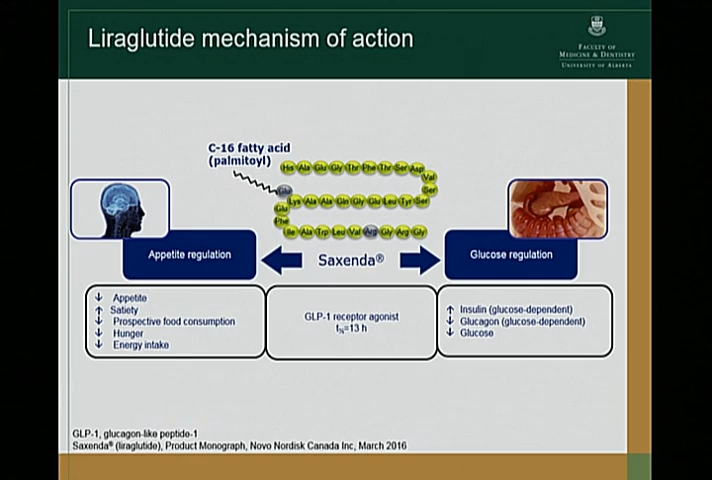 Liraglutide mechanism of action
FACULTY OF
MEDICINE & DENTISTRY
UNIVERSITY OF ALBERTA
C-16 fatty acid
(palmitoyl)
His Ala Glu Gly Thr Phe Thr Ser Asp
Val
Glu Ser
Lys Ala Ala Gln Gly Glu Leu Tyr Ser
Glu
Phe
Ile Ala Trp Leu Val Arg Gly Arg Gly
Appetite regulation
Saxenda®
Glucose regulation
↓ Appetite
↑ Satiety
↓ Prospective food consumption
↓ Hunger
↓ Energy intake
GLP-1 receptor agonist
t½=13 h
↑ Insulin (glucose-dependent)
↓ Glucagon (glucose-dependent)
↓ Glucose
GLP-1, glucagon-like peptide-1
Saxenda® (liraglutide), Product Monograph, Novo Nordisk Canada Inc, March 2016